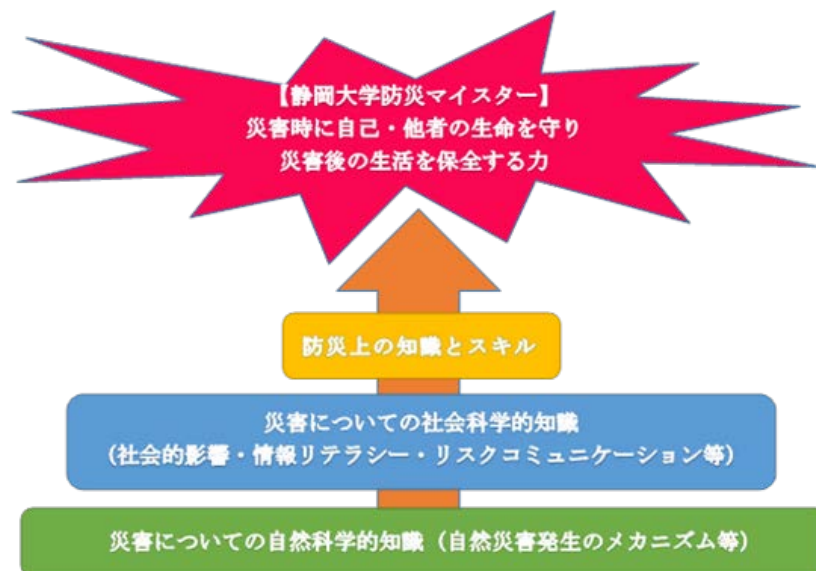 【静岡大学防災マイスター】
災害時に自己・他者の生命を守り
災害後の生活を保全する力
防災上の知識とスキル
災害についての社会科学的知識
（社会的影響・情報リテラシー・リスクコミュニケーション等）
災害についての自然科学的知識（自然災害発生のメカニズム等）